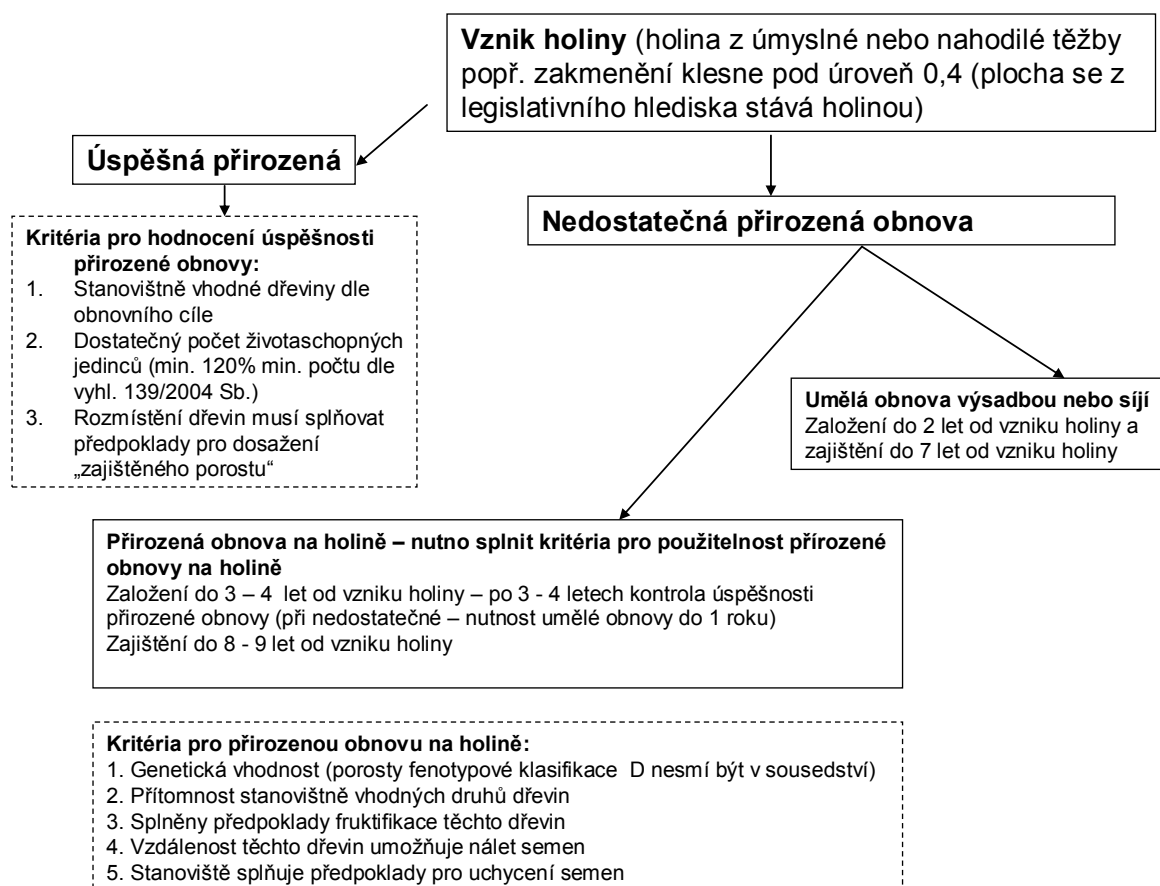 Vznik holiny (holina z úmyslné nebo nahodilé těžby
popř. zakmenění klesne pod úroveň 0,4 (plocha se z
legislativního hlediska stává holinou)
Úspěšná přirozená
Kritéria pro hodnocení úspěšnosti
přirozené obnovy:
1. Stanovištně vhodné dřeviny dle
obnovního cíle
2. Dostatečný počet životaschopných
jedinců (min. 120% min. počtu dle
vyhl. 139/2004 Sb.)
3. Rozmístění dřevin musí splňovat
předpoklady pro dosažení
„zajištěného porostu“
Nedostatečná přirozená obnova
Umělá obnova výsadbou nebo síjí
Založení do 2 let od vzniku holiny a
zajištění do 7 let od vzniku holiny
Přirozená obnova na holině – nutno splnit kritéria pro použitelnost přírozené
obnovy na holině
Založení do 3 – 4 let od vzniku holiny – po 3 - 4 letech kontrola úspěšnosti
přirozené obnovy (při nedostatečné – nutnost umělé obnovy do 1 roku)
Zajištění do 8 - 9 let od vzniku holiny
Kritéria pro přirozenou obnovu na holině:
1. Genetická vhodnost (porosty fenotypové klasifikace D nesmí být v sousedství)
2. Přítomnost stanovištně vhodných druhů dřevin
3. Splněny předpoklady fruktifikace těchto dřevin
4. Vzdálenost těchto dřevin umožňuje nálet semen
5. Stanoviště splňuje předpoklady pro uchycení semen